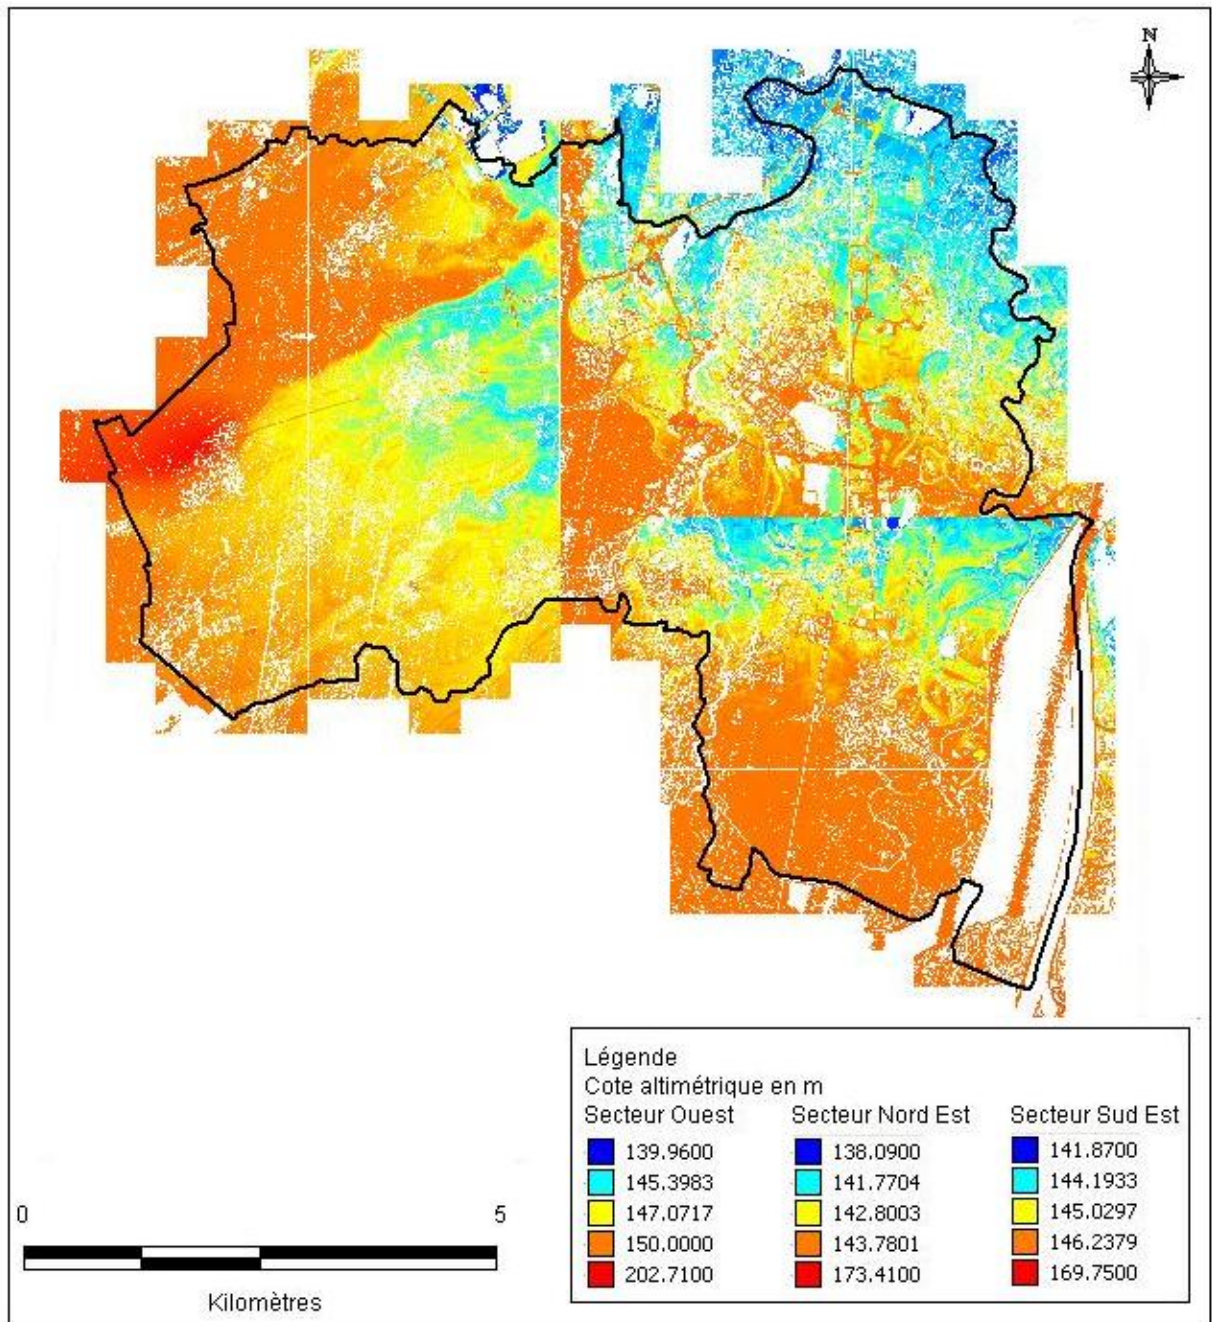 N
Légende
Cote altimétrique en m
Secteur Ouest Secteur Nord Est Secteur Sud Est
139.9600 138.0900 141.8700
145.3983 141.7704 144.1933
147.0717 142.8003 145.0297
150.0000 143.7801 146.2379
202.7100 173.4100 169.7500
0 5
Kilomètres